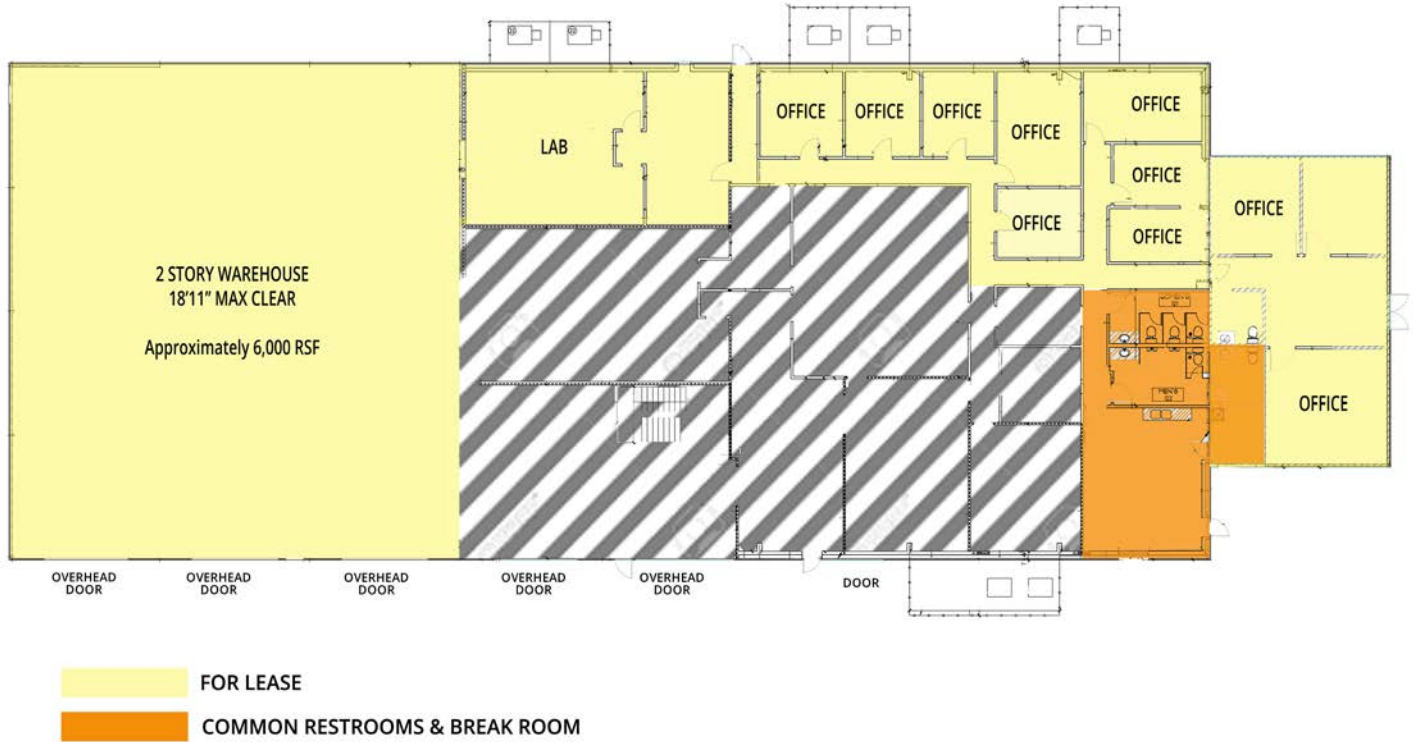 OFFICE
OFFICE
OFFICE
OFFICE
OFFICE
LAB
OFFICE
OFFICE
OFFICE
OFFICE
OFFICE
2 STORY WAREHOUSE
18'11" MAX CLEAR
Approximately 6,000 RSF
MEN'S
OFFICE
OVERHEAD
DOOR
OVERHEAD
DOOR
OVERHEAD
DOOR
OVERHEAD
DOOR
OVERHEAD
DOOR
DOOR
FOR LEASE
COMMON RESTROOMS & BREAK ROOM